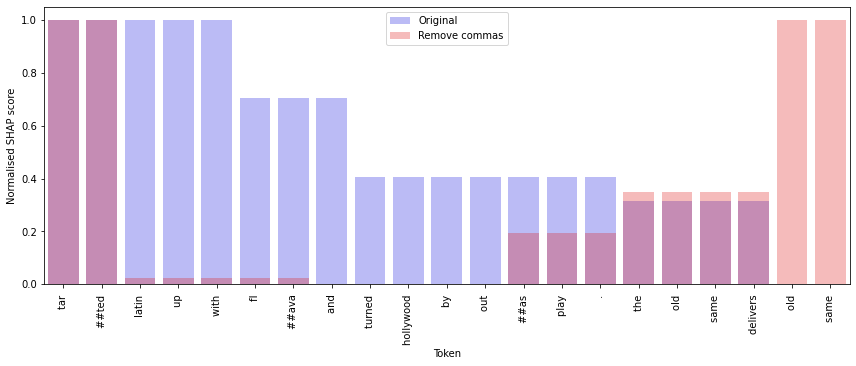 Original
Remove commas
Normalised SHAP score
1.0
0.8
0.6
0.4
0.2
0.0
tar
##ted
latin
up
with
fl
##ava
and
turned
hollywood
by
out
##as
play
.
the
old
same
delivers
old
same
Token